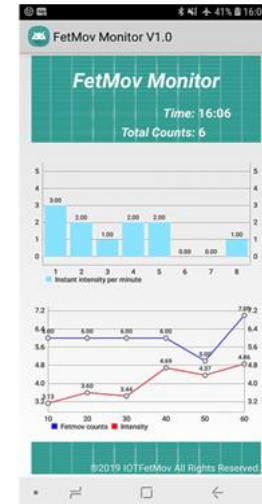 41% 16:0
FetMov Monitor V1.0
FetMov Monitor
Time: 16:06
Total Counts: 6
5 5
4 4
3.00
3 3
2.00 2.00 2.00
2 2
1.00 1.00
1 1
0.00 0.00
0 0
1 2 3 4 5 6 7 8
Instant intensity per minute
7.2 7.00 7.2
6.4 6.00 6.00 6.00 6.00 6.4
5.6 5.00 5.6
4.8 4.69 4.37 4.86 4.8
4.0 3.60 3.44 4.0
3.2 3.13 3.2
10 20 30 40 50 60
Fetmov counts Intensity
©2019 IOTFetMov All Rights Reserved.